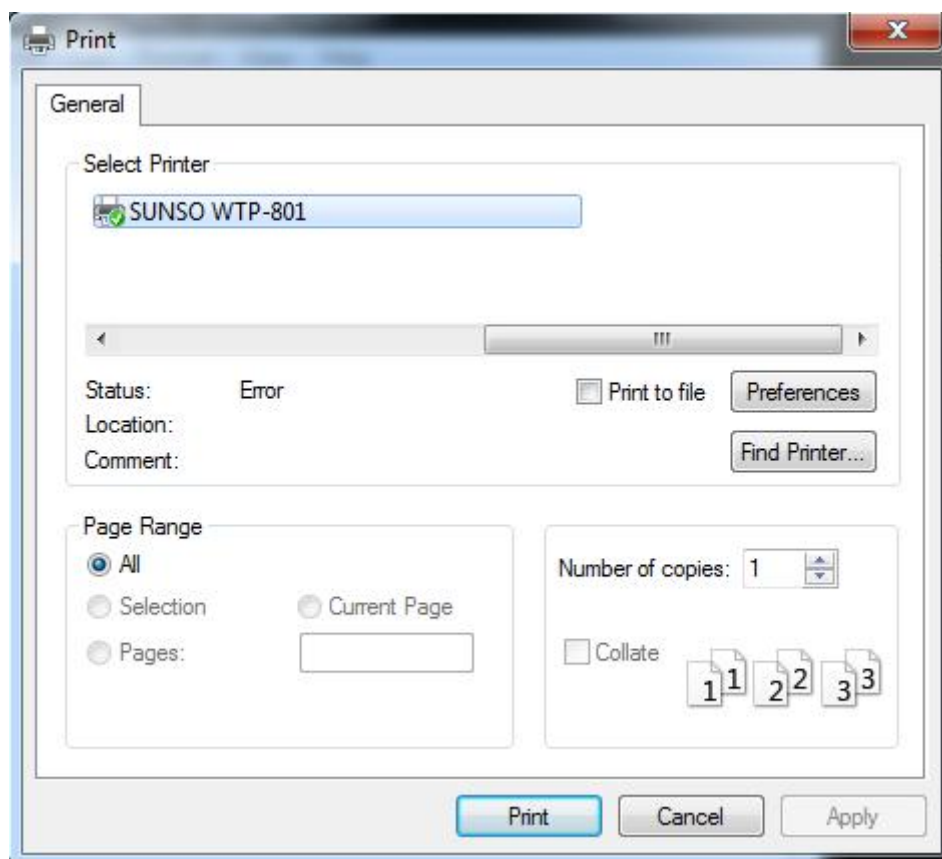 Print
General
Select Printer
SUNSO WTP-801
Status: Error
Print to file
Preferences
Location:
Comment:
Find Printer...
Page Range
All
Selection
Current Page
Pages:
Number of copies: 1
Collate
1 1 2 2 3 3
Print
Cancel
Apply